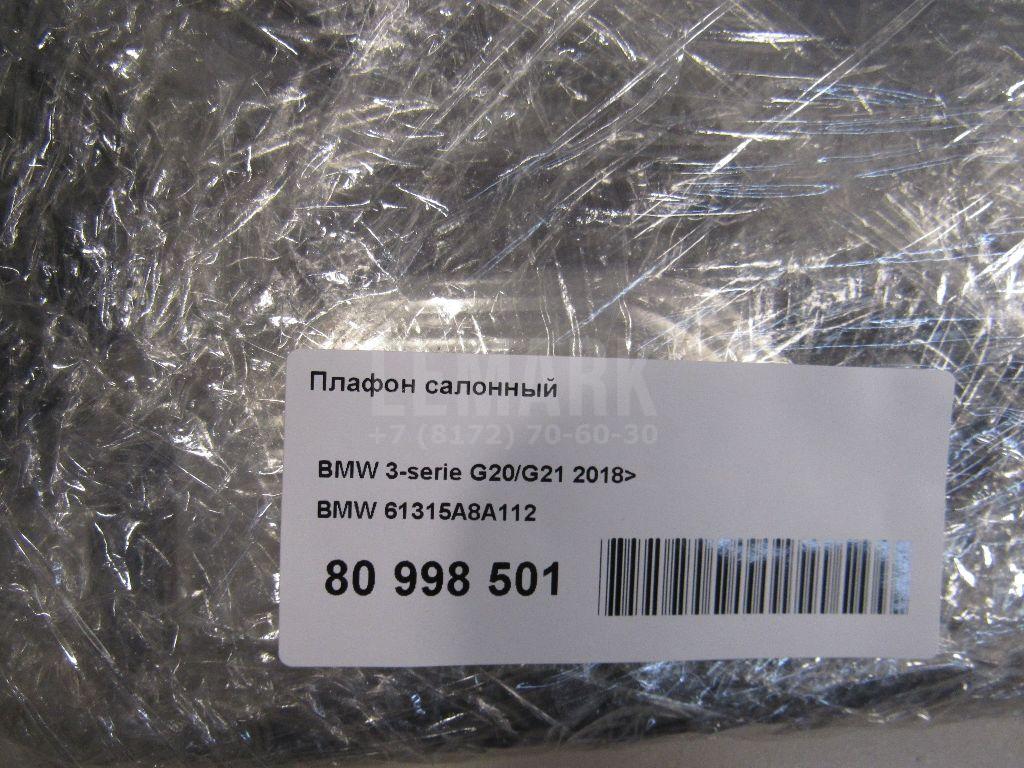 Плафон салонный
LEMARK
+7 (8172) 70-60-30
BMW 3-serie G20/G21 2018>
BMW 61315A8A112
80 998 501